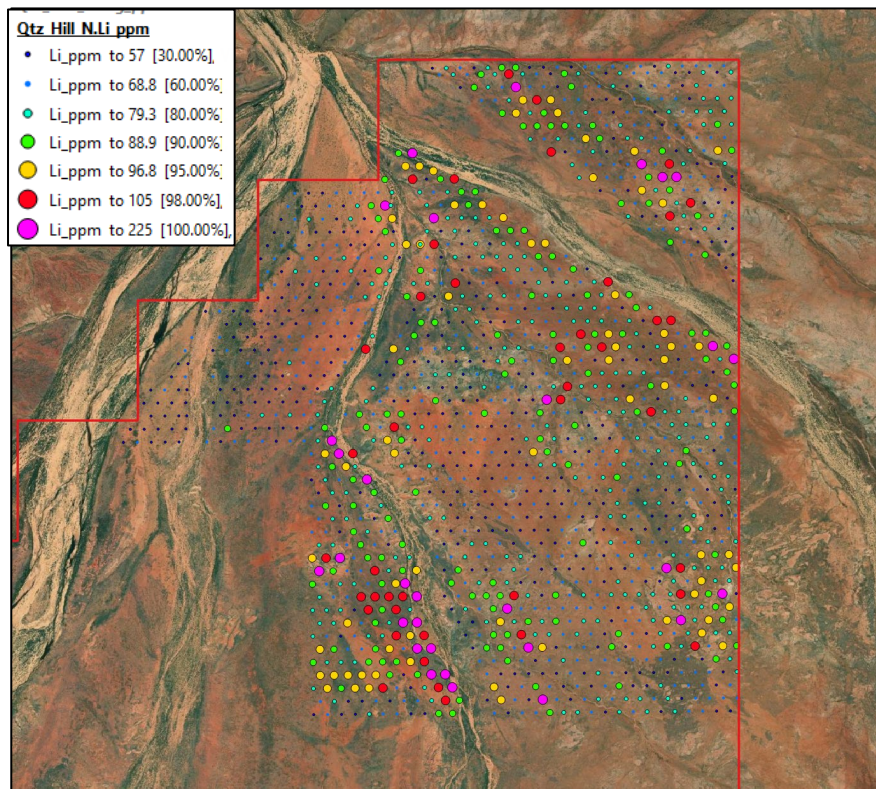 Qtz Hill N.Li ppm
Li_ppm to 57 [30.00%],
Li_ppm to 68.8 [60.00%]
Li_ppm to 79.3 [80.00%]
Li_ppm to 88.9 [90.00%]
Li_ppm to 96.8 [95.00%]
Li_ppm to 105 [98.00%],
Li_ppm to 225 [100.00%],